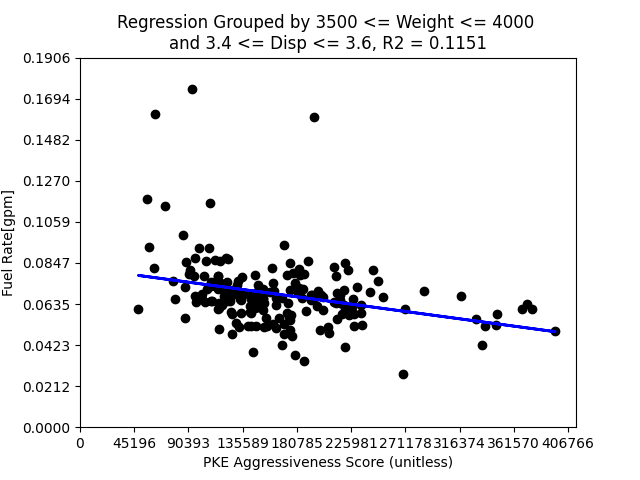 Regression Grouped by 3500 <= Weight <= 4000
and 3.4 <= Disp <= 3.6, R2 = 0.1151
0.1906
0.1694
0.1482
0.1270
0.1059
0.0847
0.0635
0.0423
0.0212
0.0000
Fuel Rate[gpm]
0 45196 90393 135589 180785 225981 271178 316374 361570 406766
PKE Aggressiveness Score (unitless)